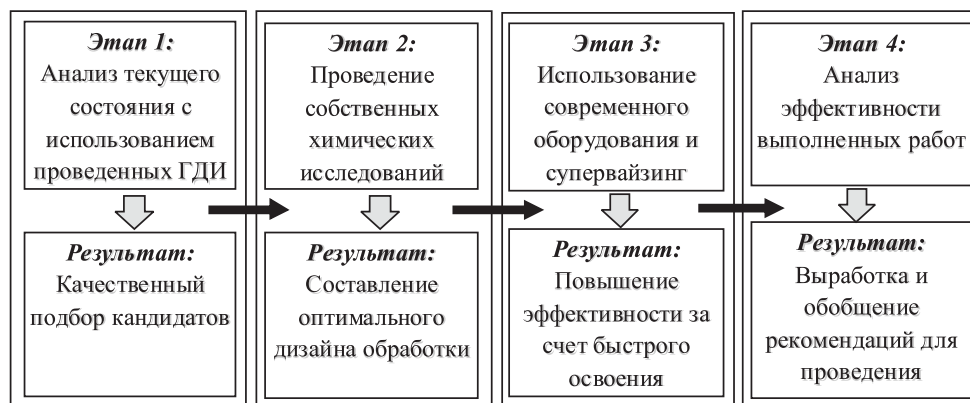 Этап 1:
Анализ текущего
состояния с
использованием
проведенных ГДИ
Результат:
Качественный
подбор кандидатов
Этап 2:
Проведение
собственных
химических
исследований
Результат:
Составление
оптимального
дизайна обработки
Этап 3:
Использование
современного
оборудования и
супервайзинг
Результат:
Повышение
эффективности за
счет быстрого
освоения
Этап 4:
Анализ
эффективности
выполненных работ
Результат:
Выработка и
обобщение
рекомендаций для
проведения